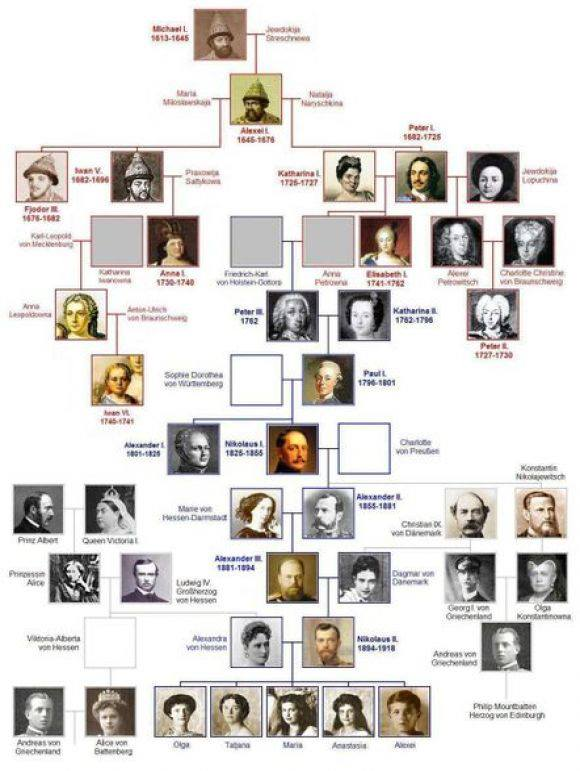 Michael I.
1613-1645
Jewdokija
Streschnewa
Maria
Miloslawskaja
Natalja
Naryschkina
Alexei I.
1645-1676
Peter I.
1682-1725
Iwan V.
1682-1696
Praxowija
Saltykowa
Katharina I.
1725-1727
Jewdokija
Lopuchina
Fjodor III.
1676-1682
Karl-Leopold
von Mecklenburg
Katharina
Iwanowna
Anna I.
1730-1740
Friedrich-Karl
von Holstein-Gottorp
Anna
Petrowna
Elisabeth I.
1741-1762
Alexei
Petrowitsch
Charlotte Christine
von Braunschweig
Anna
Leopoldowna
Anton-Ulrich
von Braunschweig
Peter III.
1762
Katharina II.
1762-1796
Peter II.
1727-1730
Iwan VI.
1740-1741
Sophie Dorothea
von Württemberg
Paul I.
1796-1801
Alexander I.
1801-1825
Nikolaus I.
1825-1855
Charlotte
von Preußen
Konstantin
Nikolajewitsch
Prinz Albert
Queen Victoria I.
Marie von
Hessen-Darmstadt
Alexander II.
1855-1881
Christian IX.
von Dänemark
Prinzessin
Alice
Ludwig IV.
Großherzog
von Hessen
Alexander III.
1881-1894
Dagmar von
Dänemark
Georg I. von
Griechenland
Olga
Konstantinowna
Viktoria-Alberta
von Hessen
Alexandra
von Hessen
Nikolaus II.
1894-1918
Andreas von
Griechenland
Philip Mountbatten
Herzog von Edinburgh
Andreas von
Griechenland
Alice von
Battenberg
Olga
Tatjana
Maria
Anastasia
Alexei